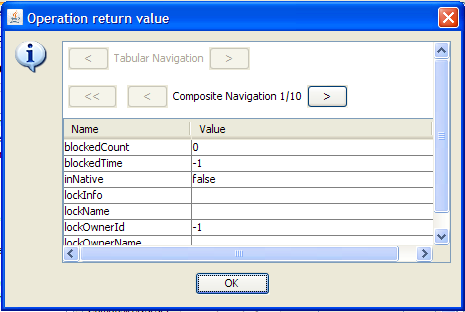 Operation return value
< Tabular Navigation >
<< < Composite Navigation 1/10 >
Name Value
blockedCount 0
blockedTime -1
inNative false
lockInfo
lockName
lockOwnerId -1
lockOwnerName
OK